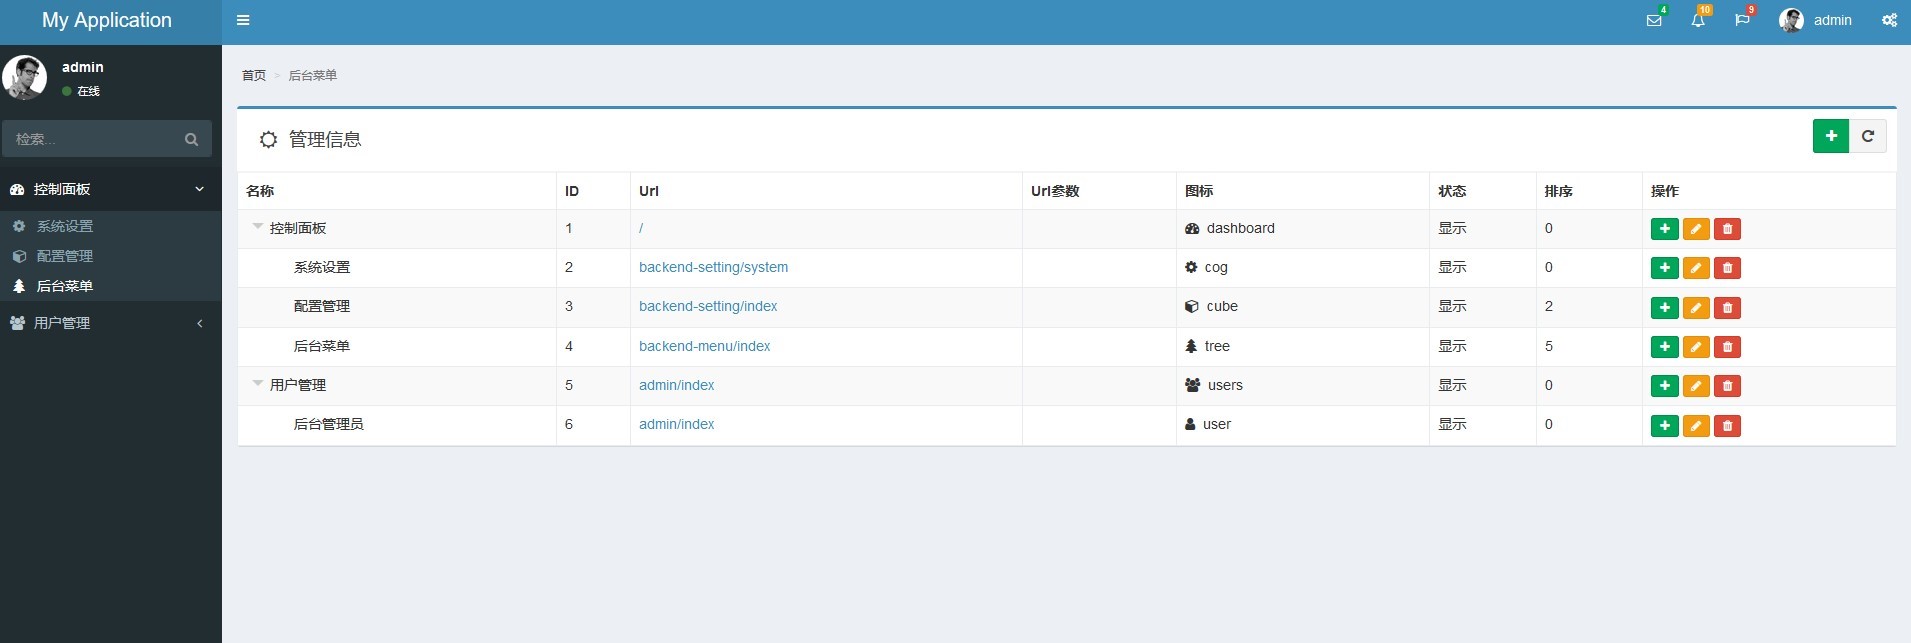 My Application
4
10
9
admin
admin
在线
检索...
控制面板
系统设置
配置管理
后台菜单
用户管理
首页 > 后台菜单
管理信息
名称 ID Url Url参数 图标 状态 排序 操作
控制面板 1 / dashboard 显示 0
系统设置 2 backend-setting/system cog 显示 0
配置管理 3 backend-setting/index cube 显示 2
后台菜单 4 backend-menu/index tree 显示 5
用户管理 5 admin/index users 显示 0
后台管理员 6 admin/index user 显示 0